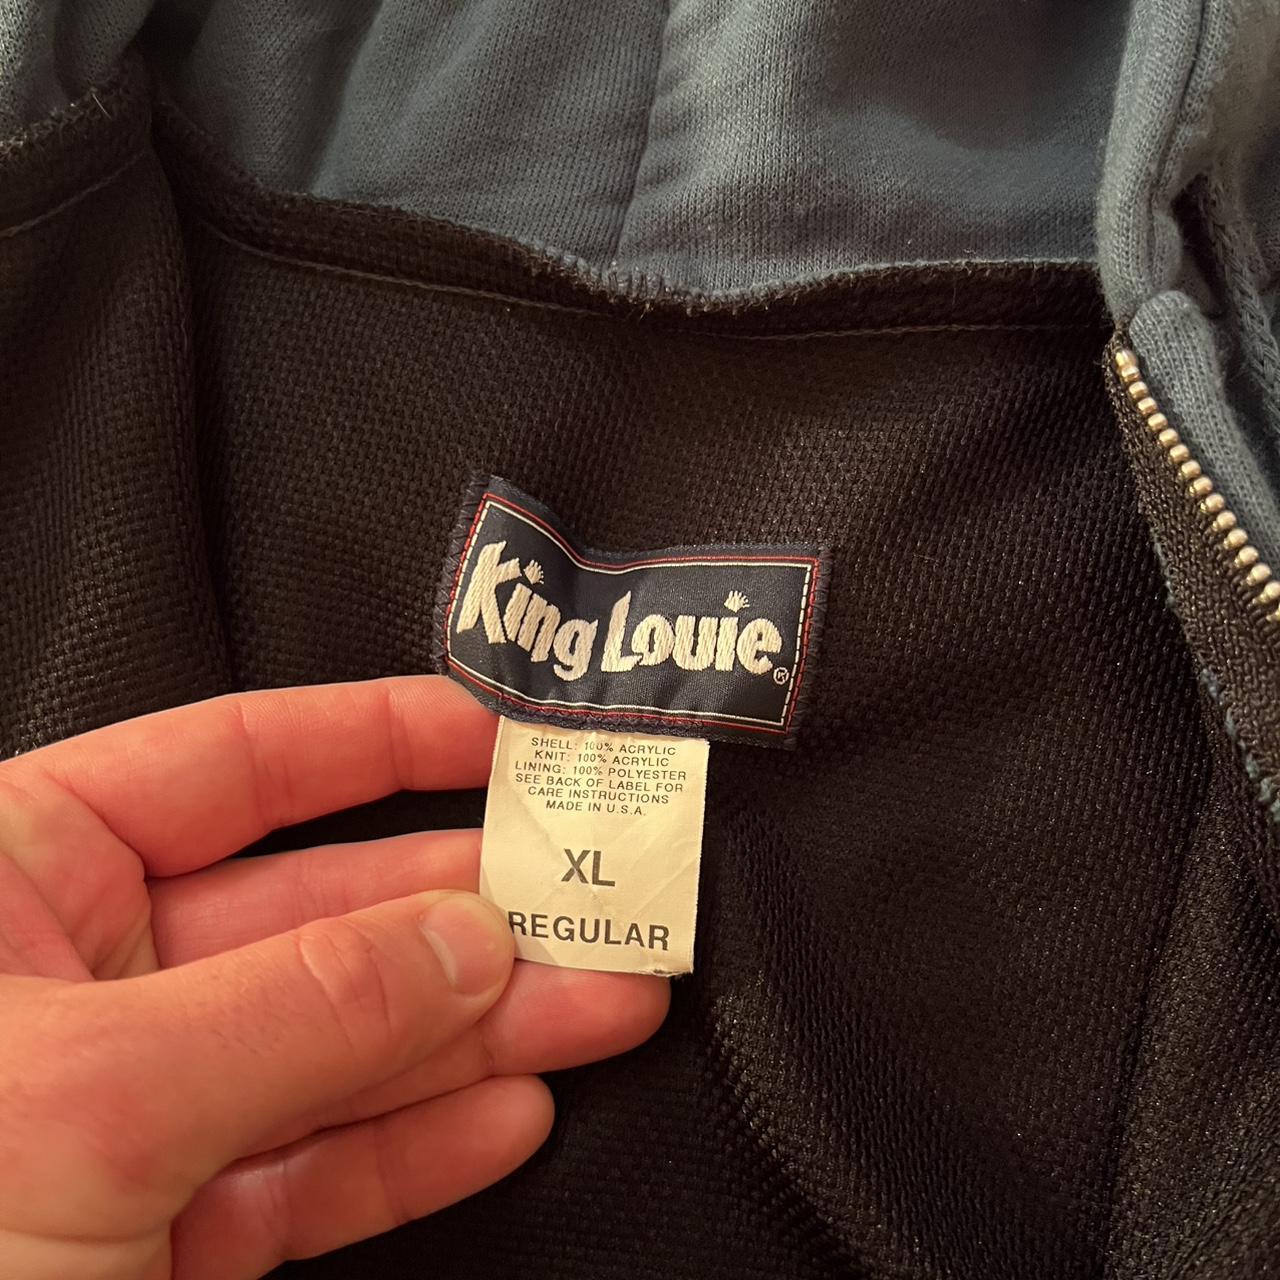 King Louie®
SHELL: 100% ACRYLIC
KNIT: 100% ACRYLIC
LINING: 100% POLYESTER
SEE BACK OF LABEL FOR
CARE INSTRUCTIONS
MADE IN U.S.A.
XL
REGULAR